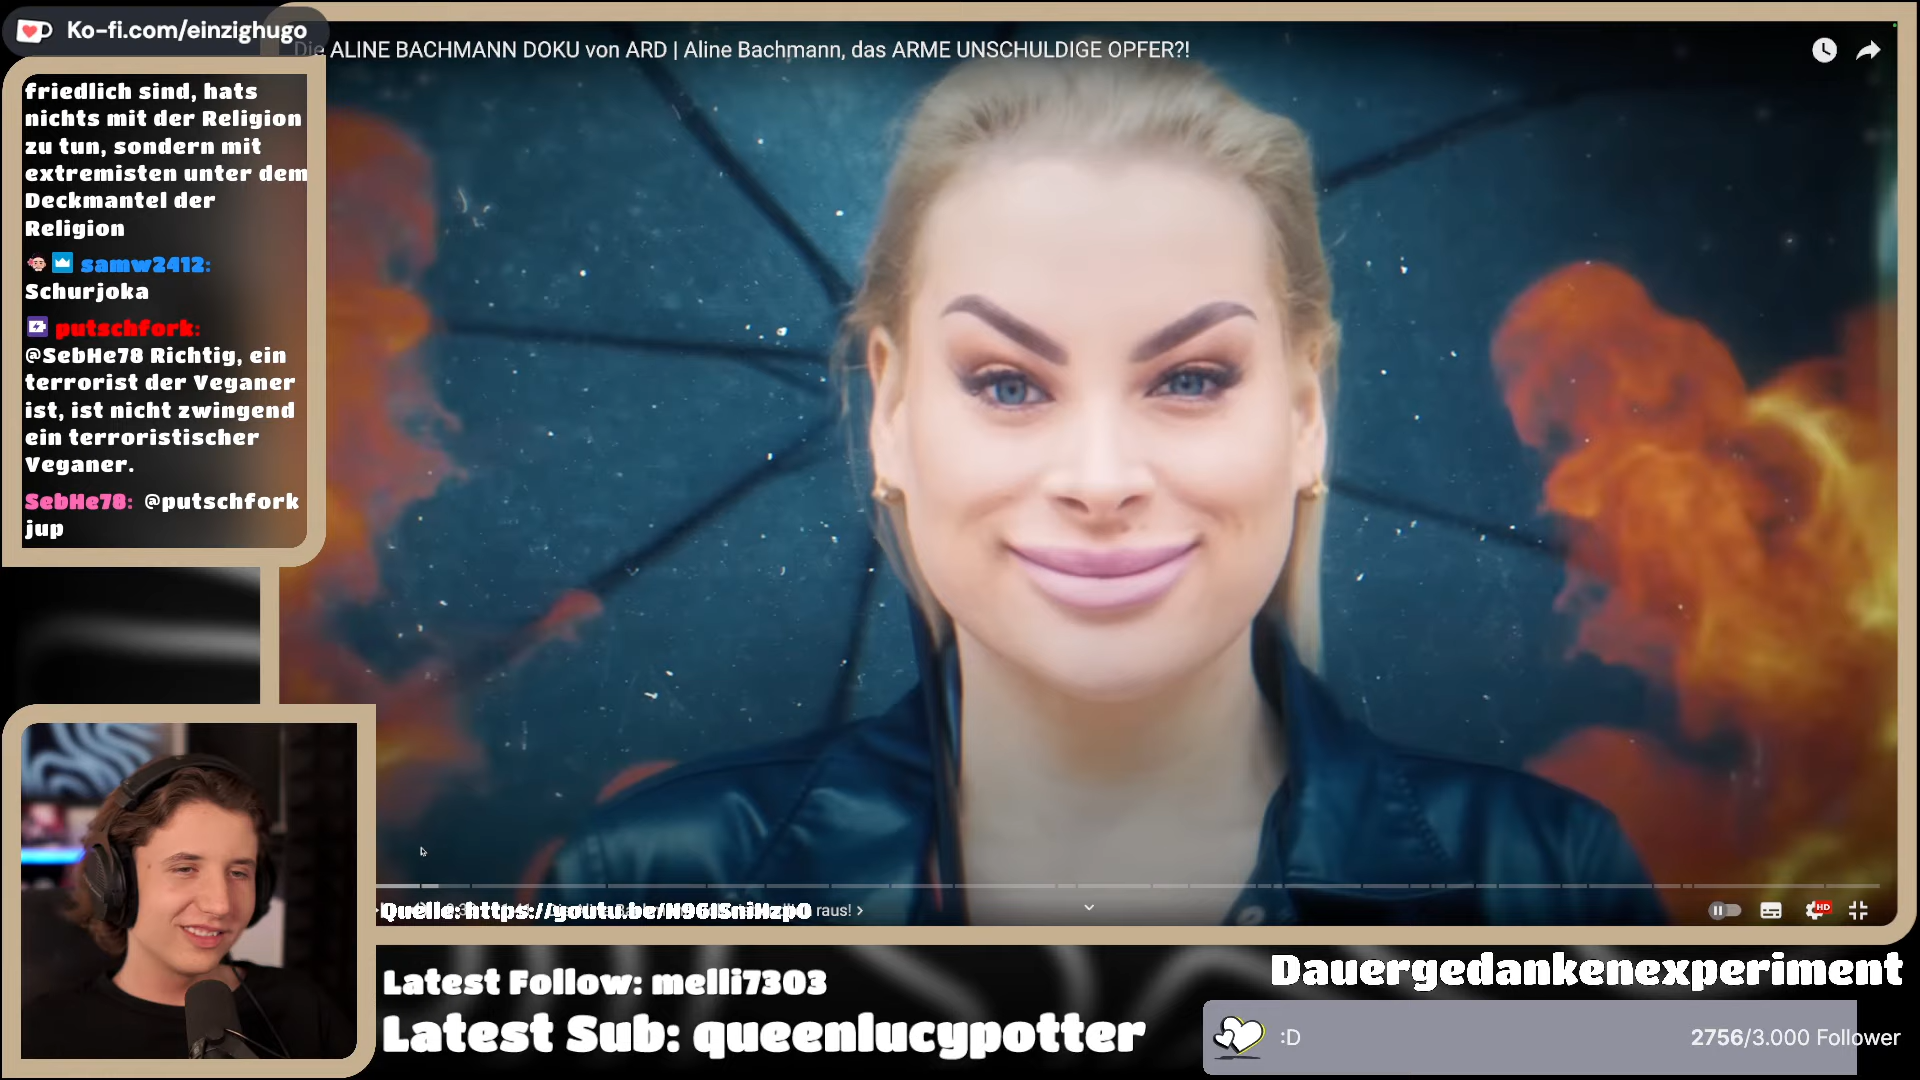 Ko-fi.com/einzighugo
Die ALINE BACHMANN DOKU von ARD | Aline Bachmann, das ARME UNSCHULDIGE OPFER?!
friedlich sind, hats
nichts mit der Religion
zu tun, sondern mit
extremisten unter dem
Deckmantel der
Religion
samw2412:
Schurjoka
putschfork:
@SebHe78 Richtig, ein
terrorist der Veganer
ist, ist nicht zwingend
ein terroristischer
Veganer.
SebHe78: @putschfork
jup
Quelle: https://youtu.be/N96ISniHzpO
raus!
HD
Latest Follow: melli7303
Latest Sub: queenlucypotter
Dauergedankenexperiment
:D
2756/3.000 Follower